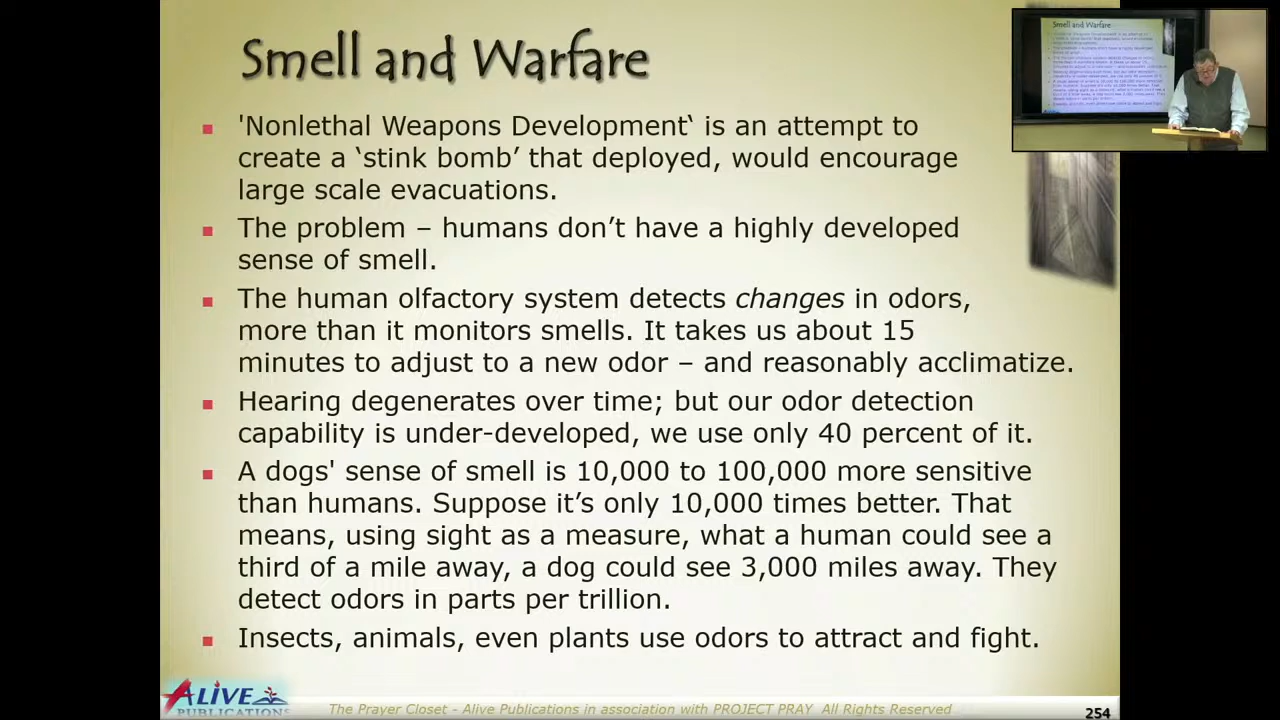 Smell and Warfare
'Nonlethal Weapons Development‘ is an attempt to
create a ‘stink bomb’ that deployed, would encourage
large scale evacuations.
The problem – humans don’t have a highly developed
sense of smell.
The human olfactory system detects changes in odors,
more than it monitors smells. It takes us about 15
minutes to adjust to a new odor – and reasonably acclimatize.
Hearing degenerates over time; but our odor detection
capability is under-developed, we use only 40 percent of it.
A dogs' sense of smell is 10,000 to 100,000 more sensitive
than humans. Suppose it’s only 10,000 times better. That
means, using sight as a measure, what a human could see a
third of a mile away, a dog could see 3,000 miles away. They
detect odors in parts per trillion.
Insects, animals, even plants use odors to attract and fight.
ALIVE
PUBLICATIONS
The Prayer Closet - Alive Publications in association with PROJECT PRAY All Rights Reserved
254
Smell and Warfare